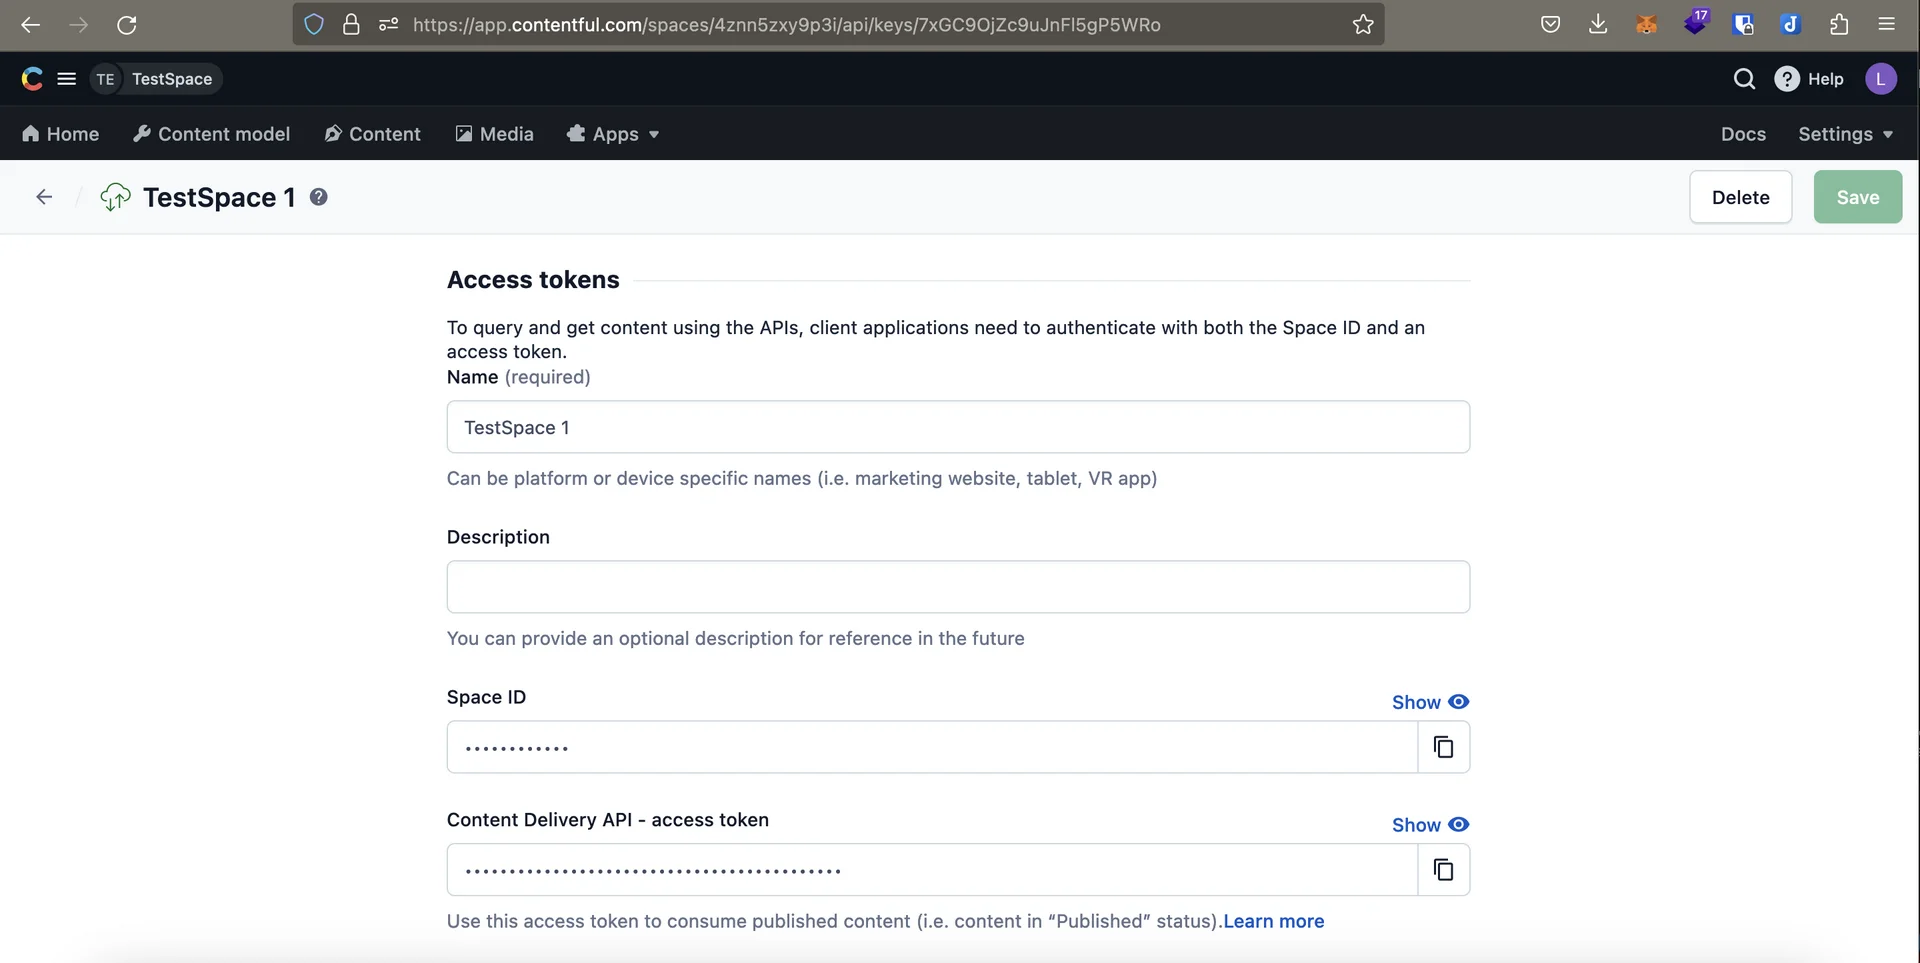 https://app.contentful.com/spaces/4znn5zxy9p3i/api/keys/7xGC9OjZc9uJnFl5gP5WRo
17
TE TestSpace
Help
L
Home
Content model
Content
Media
Apps
Docs
Settings
TestSpace 1
Delete
Save
Access tokens
To query and get content using the APIs, client applications need to authenticate with both the Space ID and an
access token.
Name (required)
TestSpace 1
Can be platform or device specific names (i.e. marketing website, tablet, VR app)
Description
You can provide an optional description for reference in the future
Space ID
Show
••••••••••••
Content Delivery API - access token
Show
•••••••••••••••••••••••••••••••••••••••••••
Use this access token to consume published content (i.e. content in “Published” status).Learn more